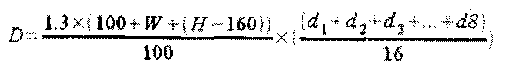 D = 1.3×(100+W+(H−160)) / 100 × ((d₁+d₂+d₃+...+d8) / 16)